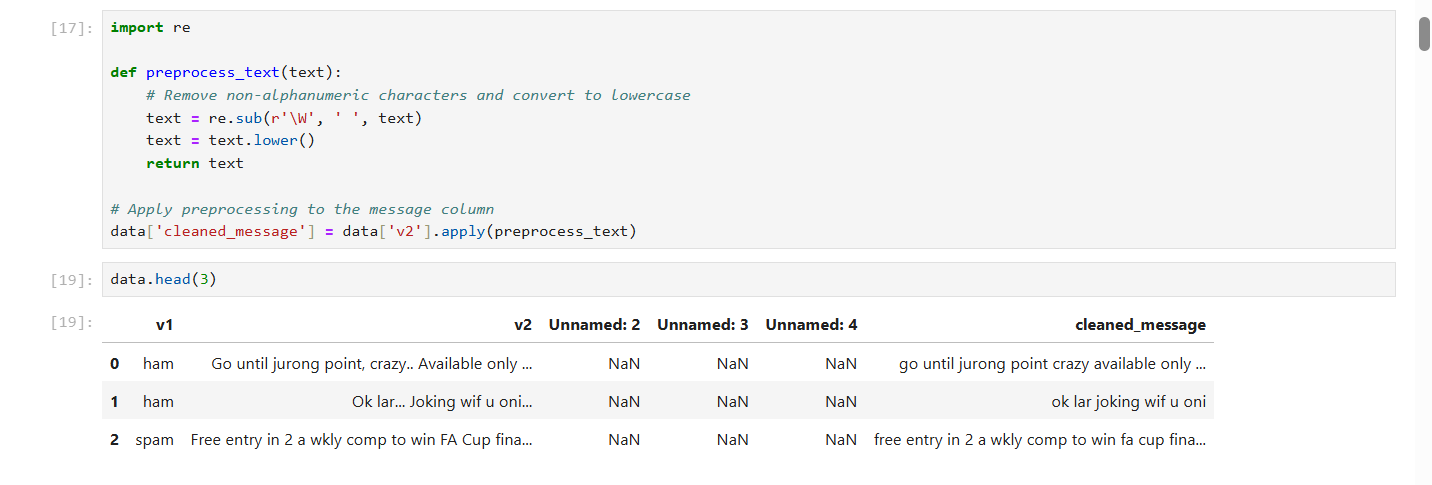 [17]: import re
def preprocess_text(text):
    # Remove non-alphanumeric characters and convert to lowercase
    text = re.sub(r'\W', ' ', text)
    text = text.lower()
    return text
# Apply preprocessing to the message column
data['cleaned_message'] = data['v2'].apply(preprocess_text)
[19]: data.head(3)
[19]: v1 v2 Unnamed: 2 Unnamed: 3 Unnamed: 4 cleaned_message
0 ham Go until jurong point, crazy.. Available only ... NaN NaN NaN go until jurong point crazy available only ...
1 ham Ok lar... Joking wif u oni... NaN NaN NaN ok lar joking wif u oni
2 spam Free entry in 2 a wkly comp to win FA Cup fina... NaN NaN NaN free entry in 2 a wkly comp to win fa cup fina...